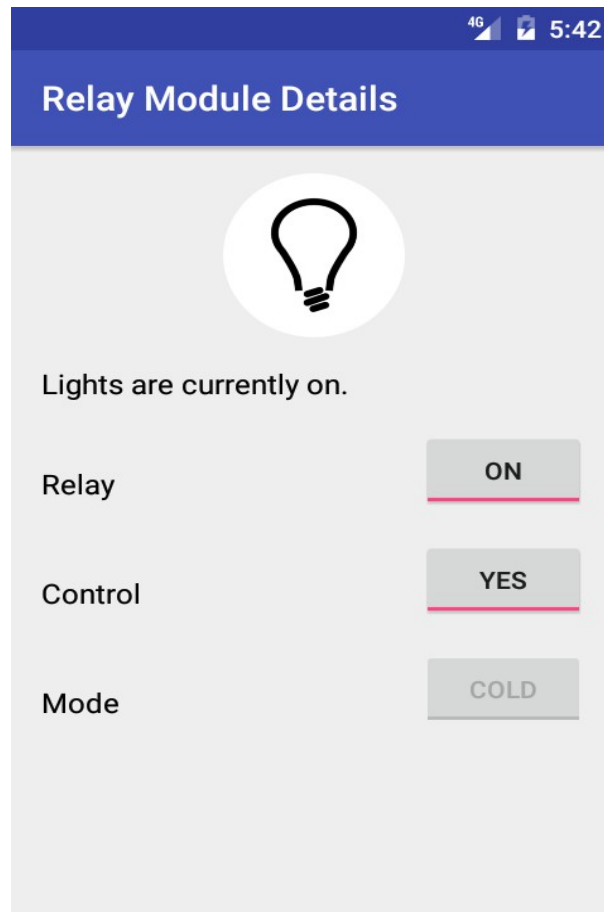 4G 5:42
Relay Module Details
Lights are currently on.
Relay ON
Control YES
Mode COLD